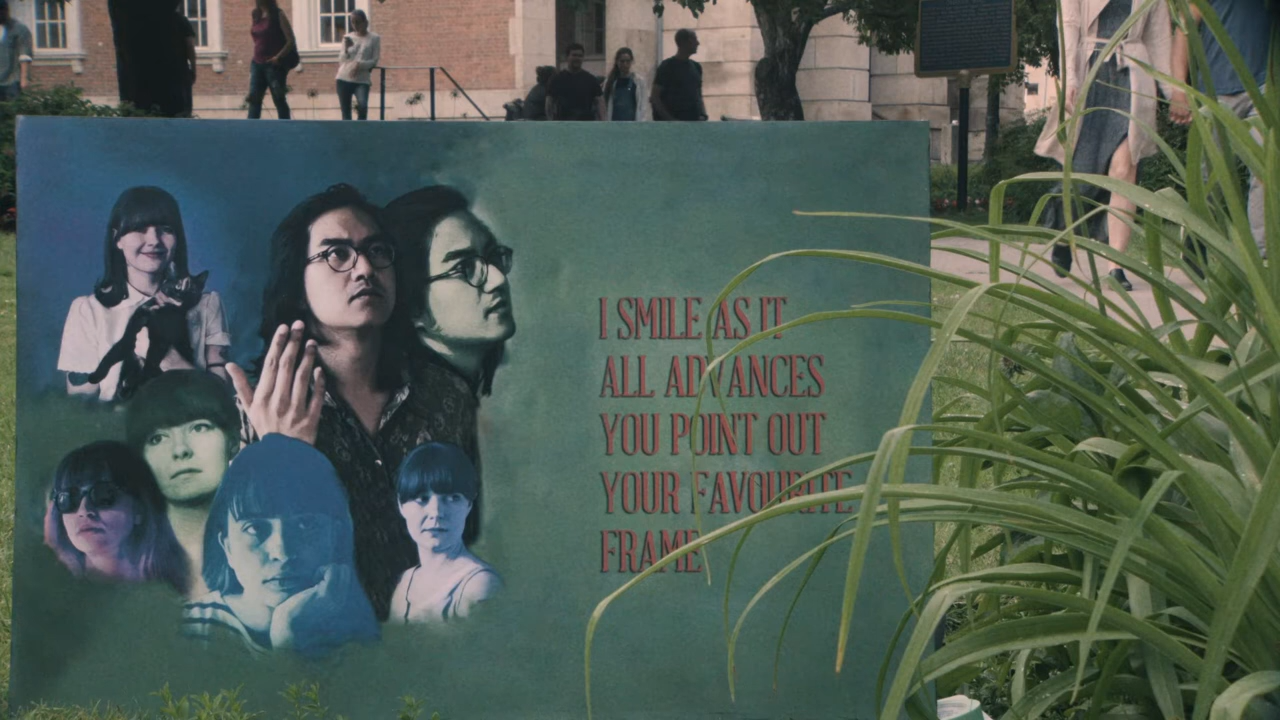 I SMILE AS IT
ALL ADVANCES
YOU POINT OUT
YOUR FAVOURITE
FRAME